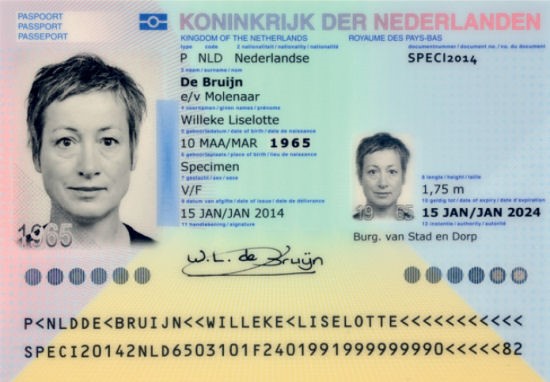 PASPOORT
PASSPORT
PASSEPORT
KONINKRIJK DER NEDERLANDEN
KINGDOM OF THE NETHERLANDS ROYAUME DES PAYS-BAS
type code 2 nationaliteit / nationality / nationalité documentnummer / document no. / no. du document
P NLD Nederlandse SPECI2014
3 naam / surname / nom
De Bruijn
e/v Molenaar
4 voornamen / given names / prénoms
Willeke Liselotte
5 geboortedatum / date of birth / date de naissance
10 MAA/MAR 1965
6 geboorteplaats / place of birth / lieu de naissance
Specimen
7 geslacht / sex / sexe 8 lengte / height / taille
V/F 1,75 m
9 datum van afgifte / date of issue / date de délivrance 10 geldig tot / date of expiry / date d'expiration
15 JAN/JAN 2014 15 JAN/JAN 2024
11 handtekening / signature 12 instantie / authority / autorité
Burg. van Stad en Dorp
1965
1965
W.L. de Bruijn
P<NLDDE<BRUIJN<<WILLEKE<LISELOTTE<<<<<<<<<<<
SPECI20142NLD6503101F2401991999999990<<<<<82